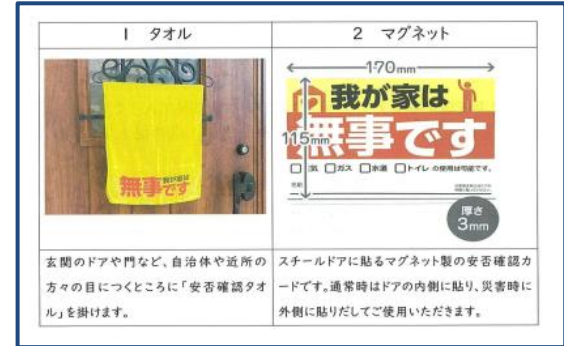 1 タオル
2 マグネット
我が家は
無事です
170mm
115mm
我が家は
無事です
□ガス □水道 □トイレ の使用は可能です。
厚さ
3mm
玄関のドアや門など、自治体や近所の
方々の目につくところに「安否確認タオ
ル」を掛けます。
スチールドアに貼るマグネット製の安否確認カ
ードです。通常時はドアの内側に貼り、災害時に
外側に貼りだしてご使用いただきます。